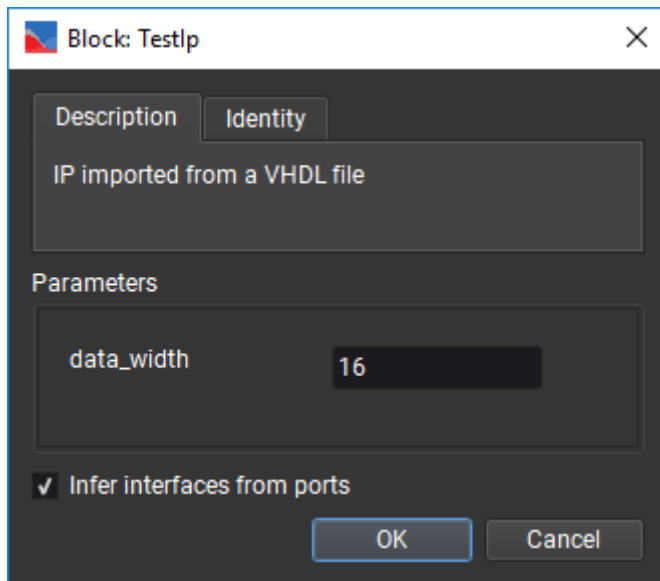 Block: TestIp
Description
Identity
IP imported from a VHDL file
Parameters
data_width
16
Infer interfaces from ports
OK
Cancel